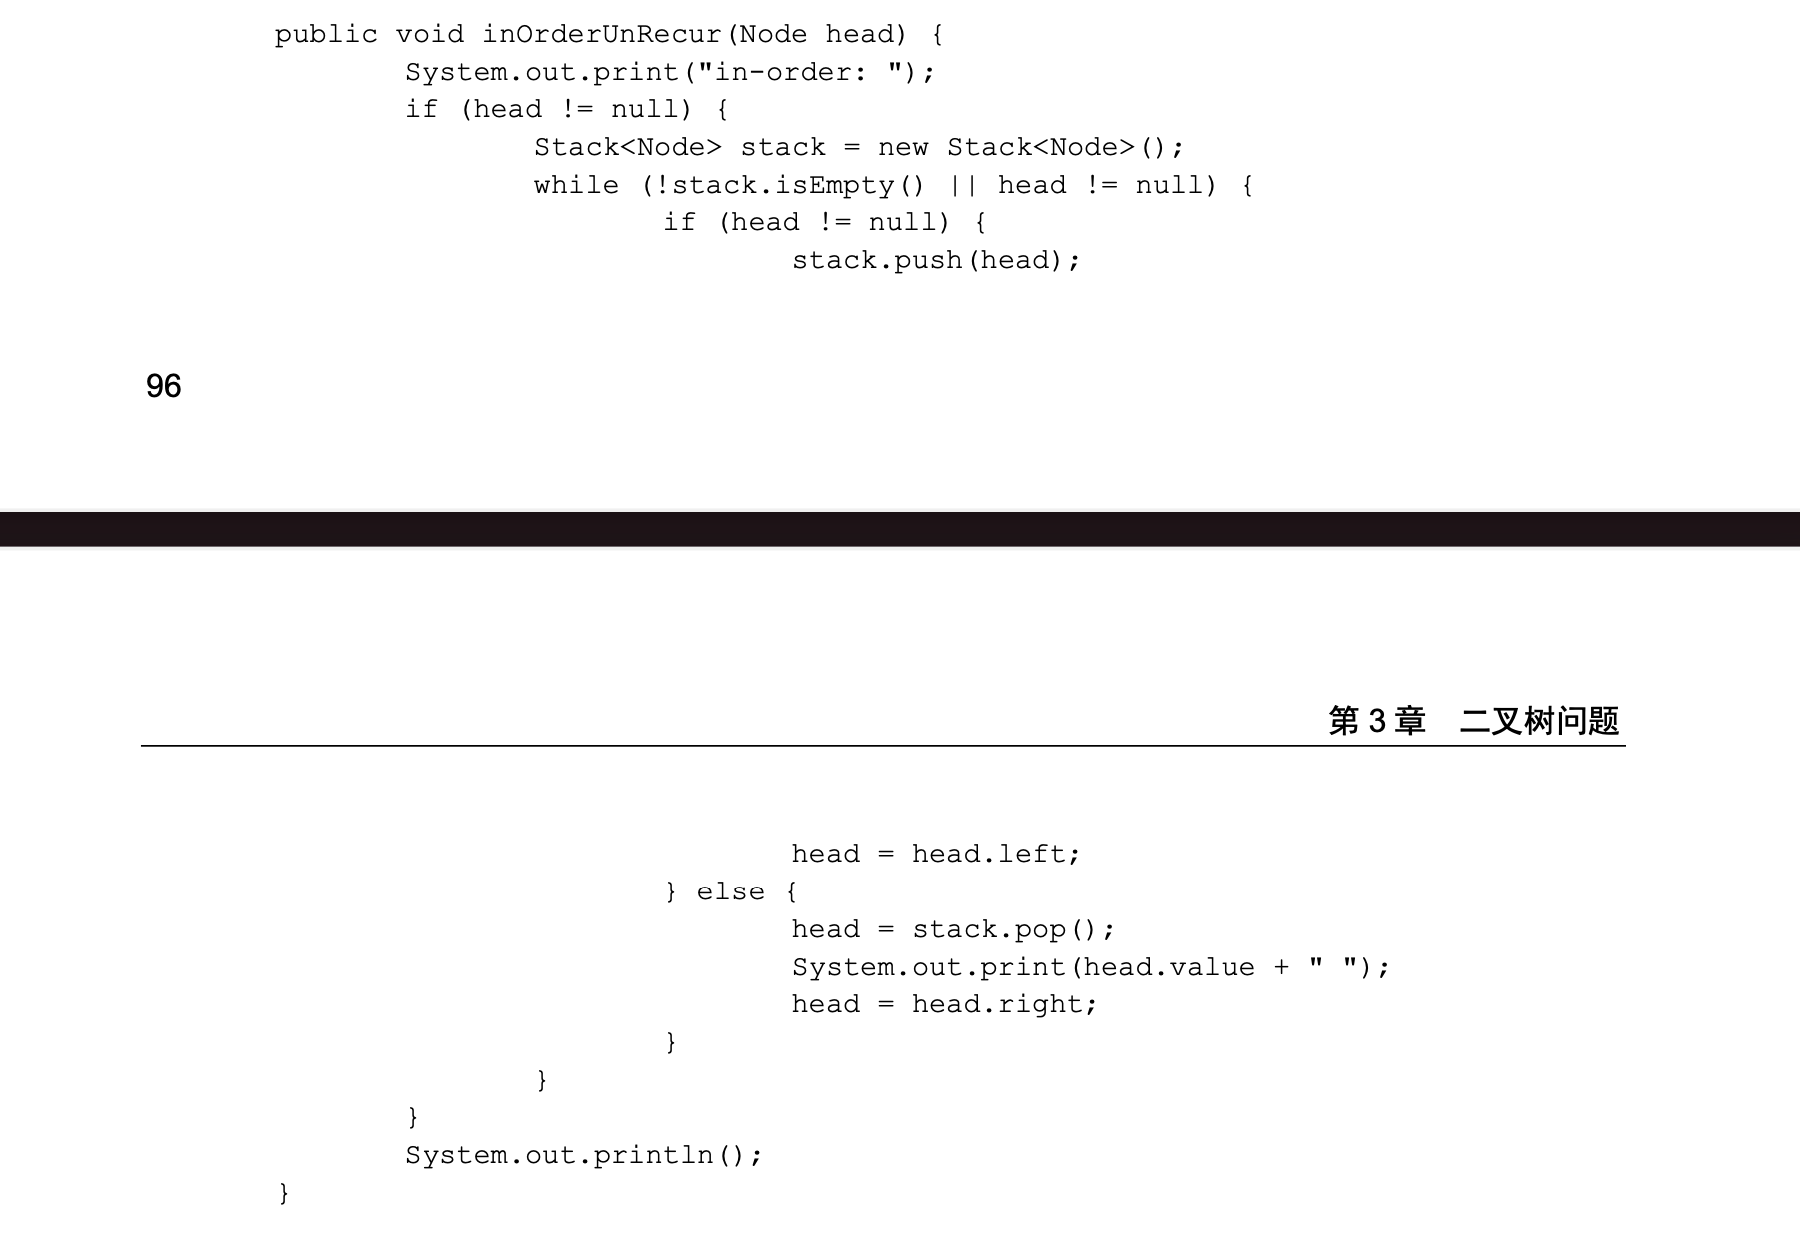 public void inOrderUnRecur(Node head) {
System.out.print("in-order: ");
if (head != null) {
Stack<Node> stack = new Stack<Node>();
while (!stack.isEmpty() || head != null) {
if (head != null) {
stack.push(head);
96
第 3 章　二叉树问题
head = head.left;
} else {
head = stack.pop();
System.out.print(head.value + " ");
head = head.right;
}
}
}
System.out.println();
}